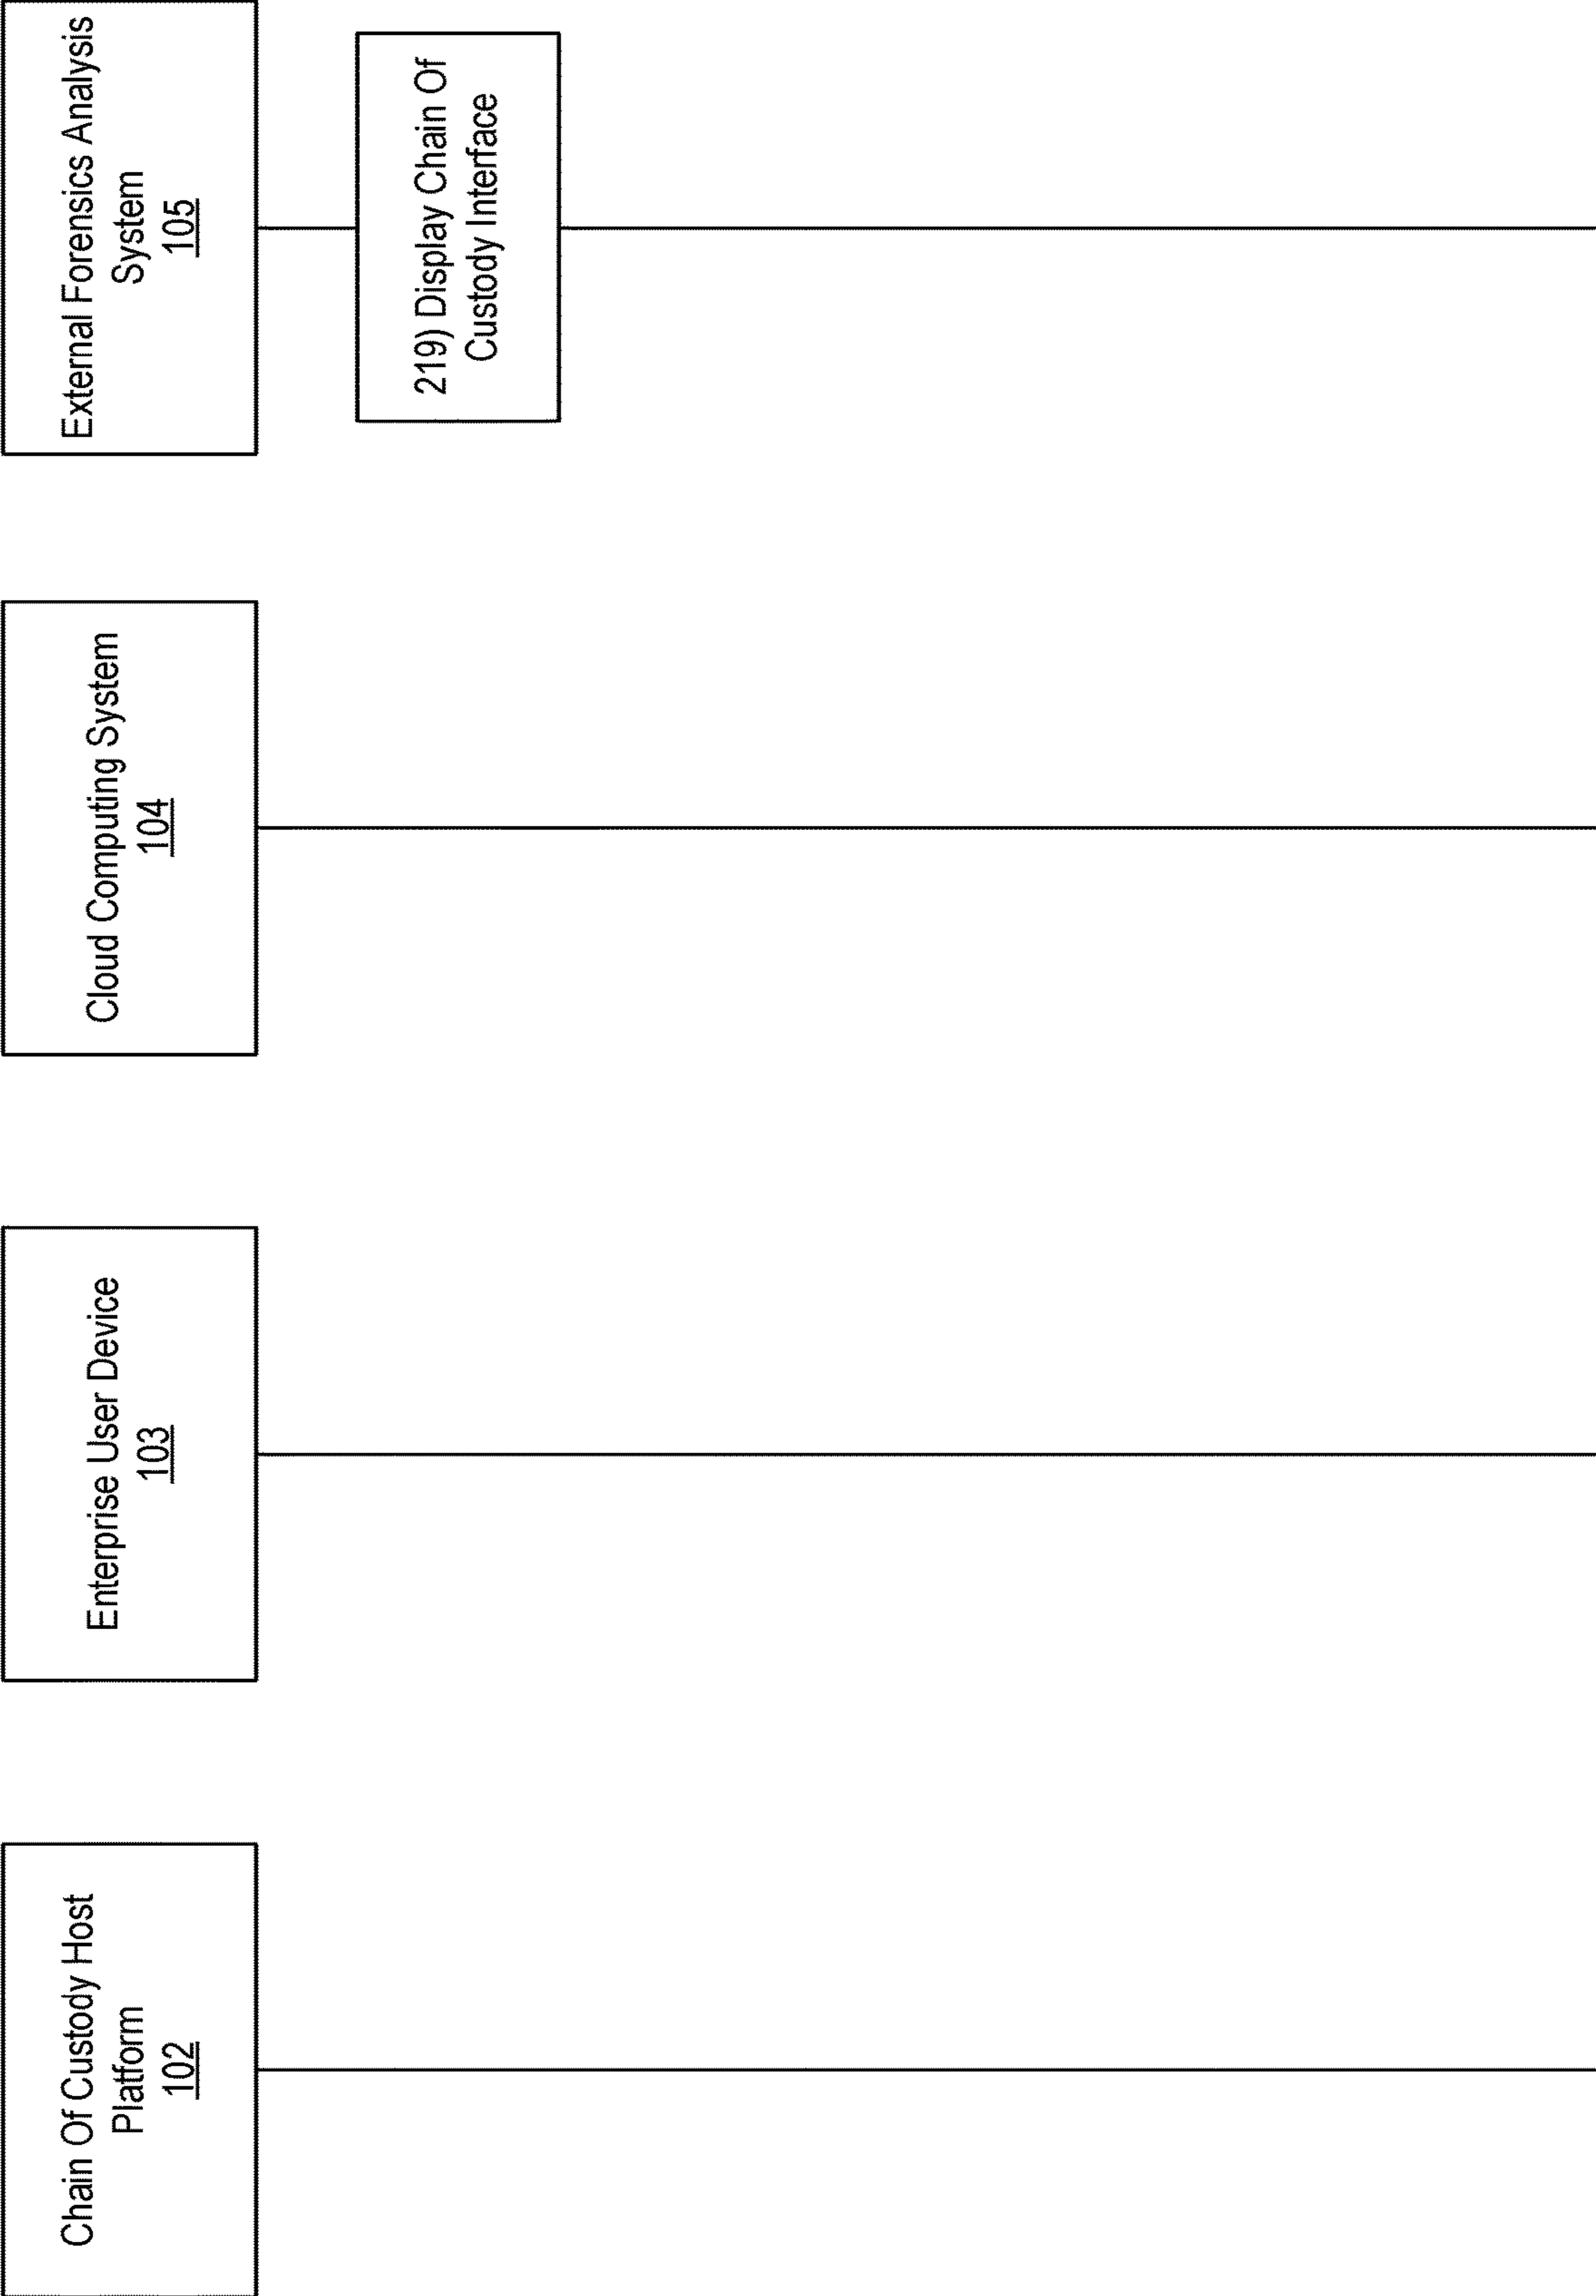 Chain Of Custody Host
Platform
102
Enterprise User Device
103
Cloud Computing System
104
External Forensics Analysis
System
105
219) Display Chain Of
Custody Interface